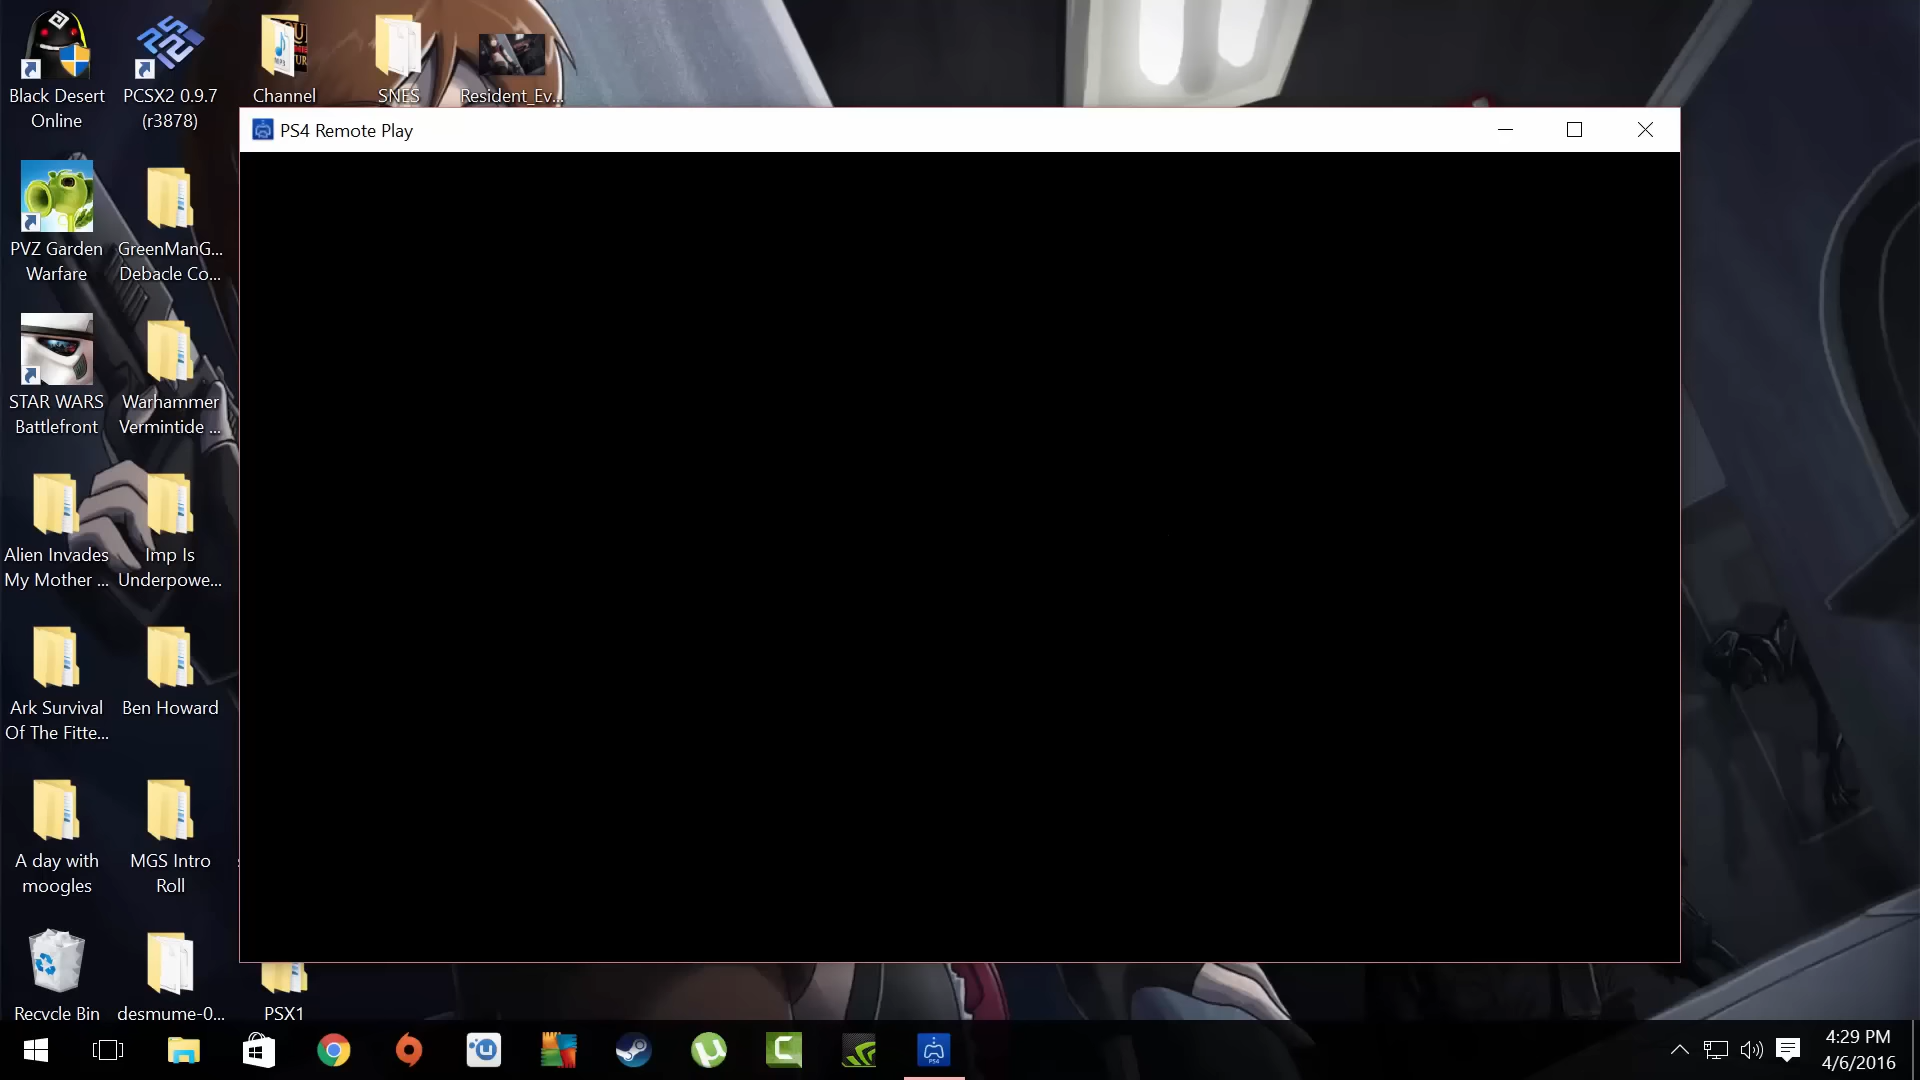 Black Desert
Online
PCSX2 0.9.7
(r3878)
Channel
SNES
Resident_Ev...
PS4 Remote Play
PVZ Garden
Warfare
GreenManG...
Debacle Co...
STAR WARS
Battlefront
Warhammer
Vermintide ...
Alien Invades
My Mother ...
Imp Is
Underpowe...
Ark Survival
Of The Fitte...
Ben Howard
A day with
moogles
MGS Intro
Roll
Recycle Bin
desmume-0...
PSX1
4:29 PM
4/6/2016